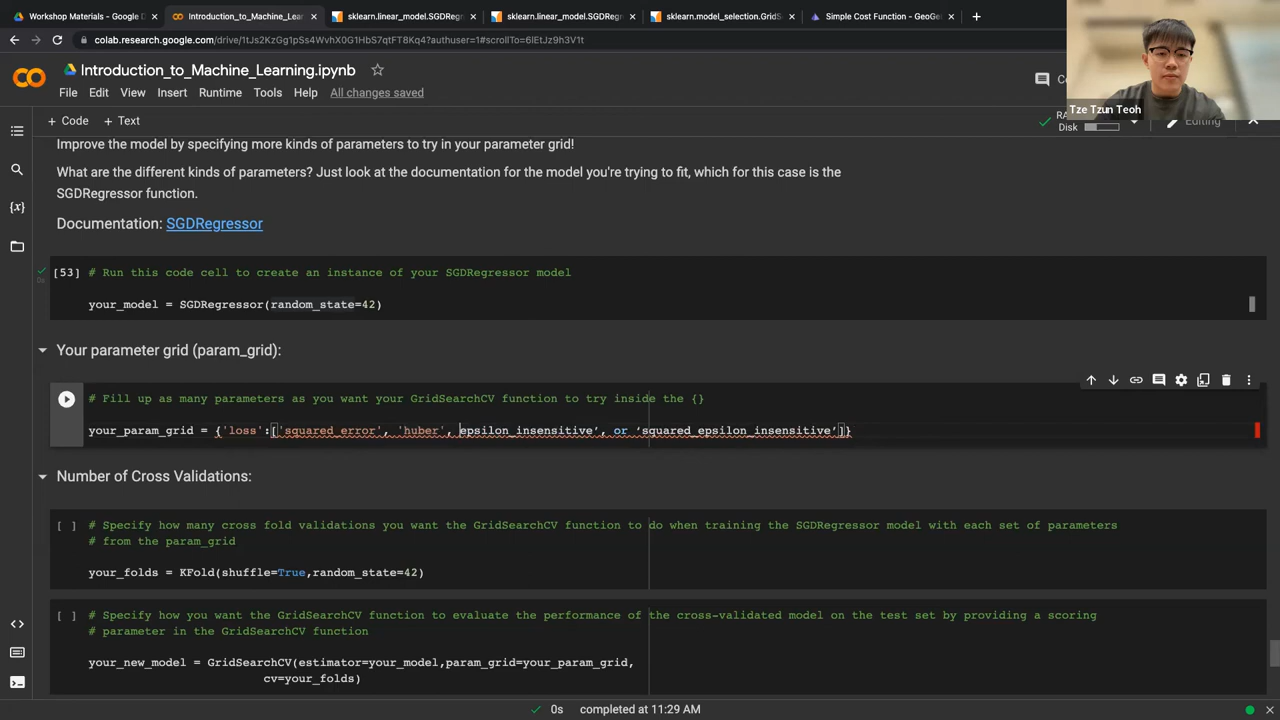 Workshop Materials - Google D
Introduction_to_Machine_Learni
sklearn.linear_model.SGDRegre
sklearn.linear_model.SGDRegre
sklearn.model_selection.GridSe
Simple Cost Function – GeoGe
colab.research.google.com/drive/1tJs2KzGg1pSs4WvhX0G1HbS7qtFT8Kq4?authuser=1#scrollTo=6lEtJz9h3V1t
Introduction_to_Machine_Learning.ipynb
File Edit View Insert Runtime Tools Help All changes saved
Tze Tzun Teoh
+ Code + Text
Disk
Editing
Improve the model by specifying more kinds of parameters to try in your parameter grid!
What are the different kinds of parameters? Just look at the documentation for the model you're trying to fit, which for this case is the
SGDRegressor function.
Documentation: SGDRegressor
[53] # Run this code cell to create an instance of your SGDRegressor model
0s
your_model = SGDRegressor(random_state=42)
Your parameter grid (param_grid):
# Fill up as many parameters as you want your GridSearchCV function to try inside the {}
your_param_grid = {'loss':['squared_error', 'huber', epsilon_insensitive’, or ‘squared_epsilon_insensitive’]}
Number of Cross Validations:
[ ] # Specify how many cross fold validations you want the GridSearchCV function to do when training the SGDRegressor model with each set of parameters
# from the param_grid
your_folds = KFold(shuffle=True,random_state=42)
[ ] # Specify how you want the GridSearchCV function to evaluate the performance of the cross-validated model on the test set by providing a scoring
# parameter in the GridSearchCV function
your_new_model = GridSearchCV(estimator=your_model,param_grid=your_param_grid,
cv=your_folds)
0s completed at 11:29 AM